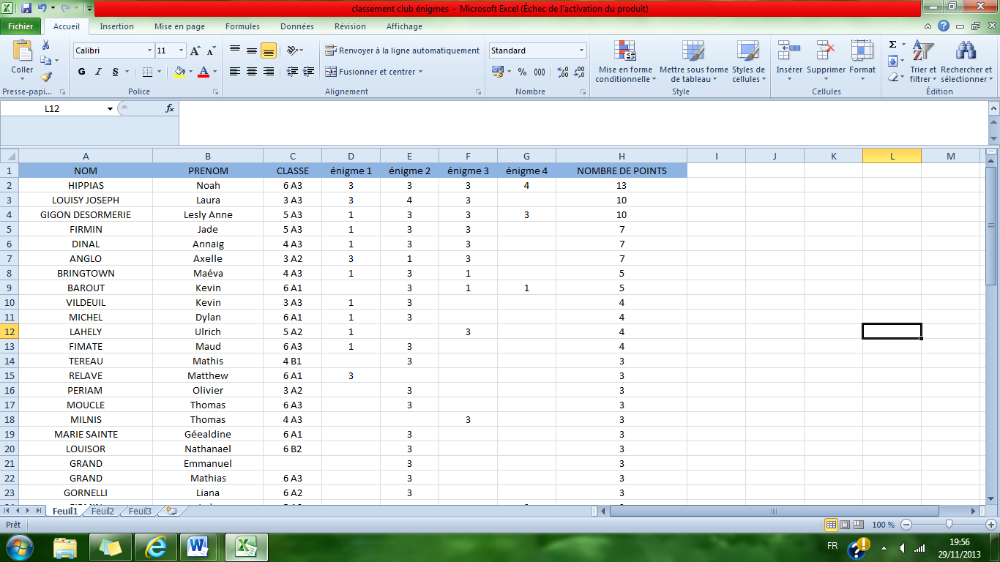 classement club énigmes - Microsoft Excel (Échec de l'activation du produit)
Fichier Accueil Insertion Mise en page Formules Données Révision Affichage
Coller
Presse-papi...
Calibri 11
G I S
Police
Renvoyer à la ligne automatiquement
Fusionner et centrer
Alignement
Standard
% 000
Nombre
Mise en forme conditionnelle
Mettre sous forme de tableau
Styles de cellules
Style
Insérer Supprimer Format
Cellules
Trier et filtrer
Rechercher et sélectionner
Édition
L12 fx
A B C D E F G H I J K L M
1 NOM PRENOM CLASSE énigme 1 énigme 2 énigme 3 énigme 4 NOMBRE DE POINTS
2 HIPPIAS Noah 6 A3 3 3 3 4 13
3 LOUISY JOSEPH Laura 3 A3 3 4 3 10
4 GIGON DESORMERIE Lesly Anne 5 A3 1 3 3 3 10
5 FIRMIN Jade 5 A3 1 3 3 7
6 DINAL Annaig 4 A3 1 3 3 7
7 ANGLO Axelle 3 A2 3 1 3 7
8 BRINGTOWN Maéva 4 A3 1 3 1 5
9 BAROUT Kevin 6 A1 3 1 1 5
10 VILDEUIL Kevin 3 A3 1 3 4
11 MICHEL Dylan 6 A1 1 3 4
12 LAHELY Ulrich 5 A2 1 3 4
13 FIMATE Maud 6 A3 1 3 4
14 TEREAU Mathis 4 B1 3 3
15 RELAVE Matthew 6 A1 3 3
16 PERIAM Olivier 3 A2 3 3
17 MOUCLE Thomas 6 A3 3 3
18 MILNIS Thomas 4 A3 3 3
19 MARIE SAINTE Géealdine 6 A1 3 3
20 LOUISOR Nathanael 6 B2 3 3
21 GRAND Emmanuel 3 3
22 GRAND Mathias 6 A3 3 3
23 GORNELLI Liana 6 A2 3 3
Feuil1 Feuil2 Feuil3
Prêt 100 %
FR 19:56
29/11/2013